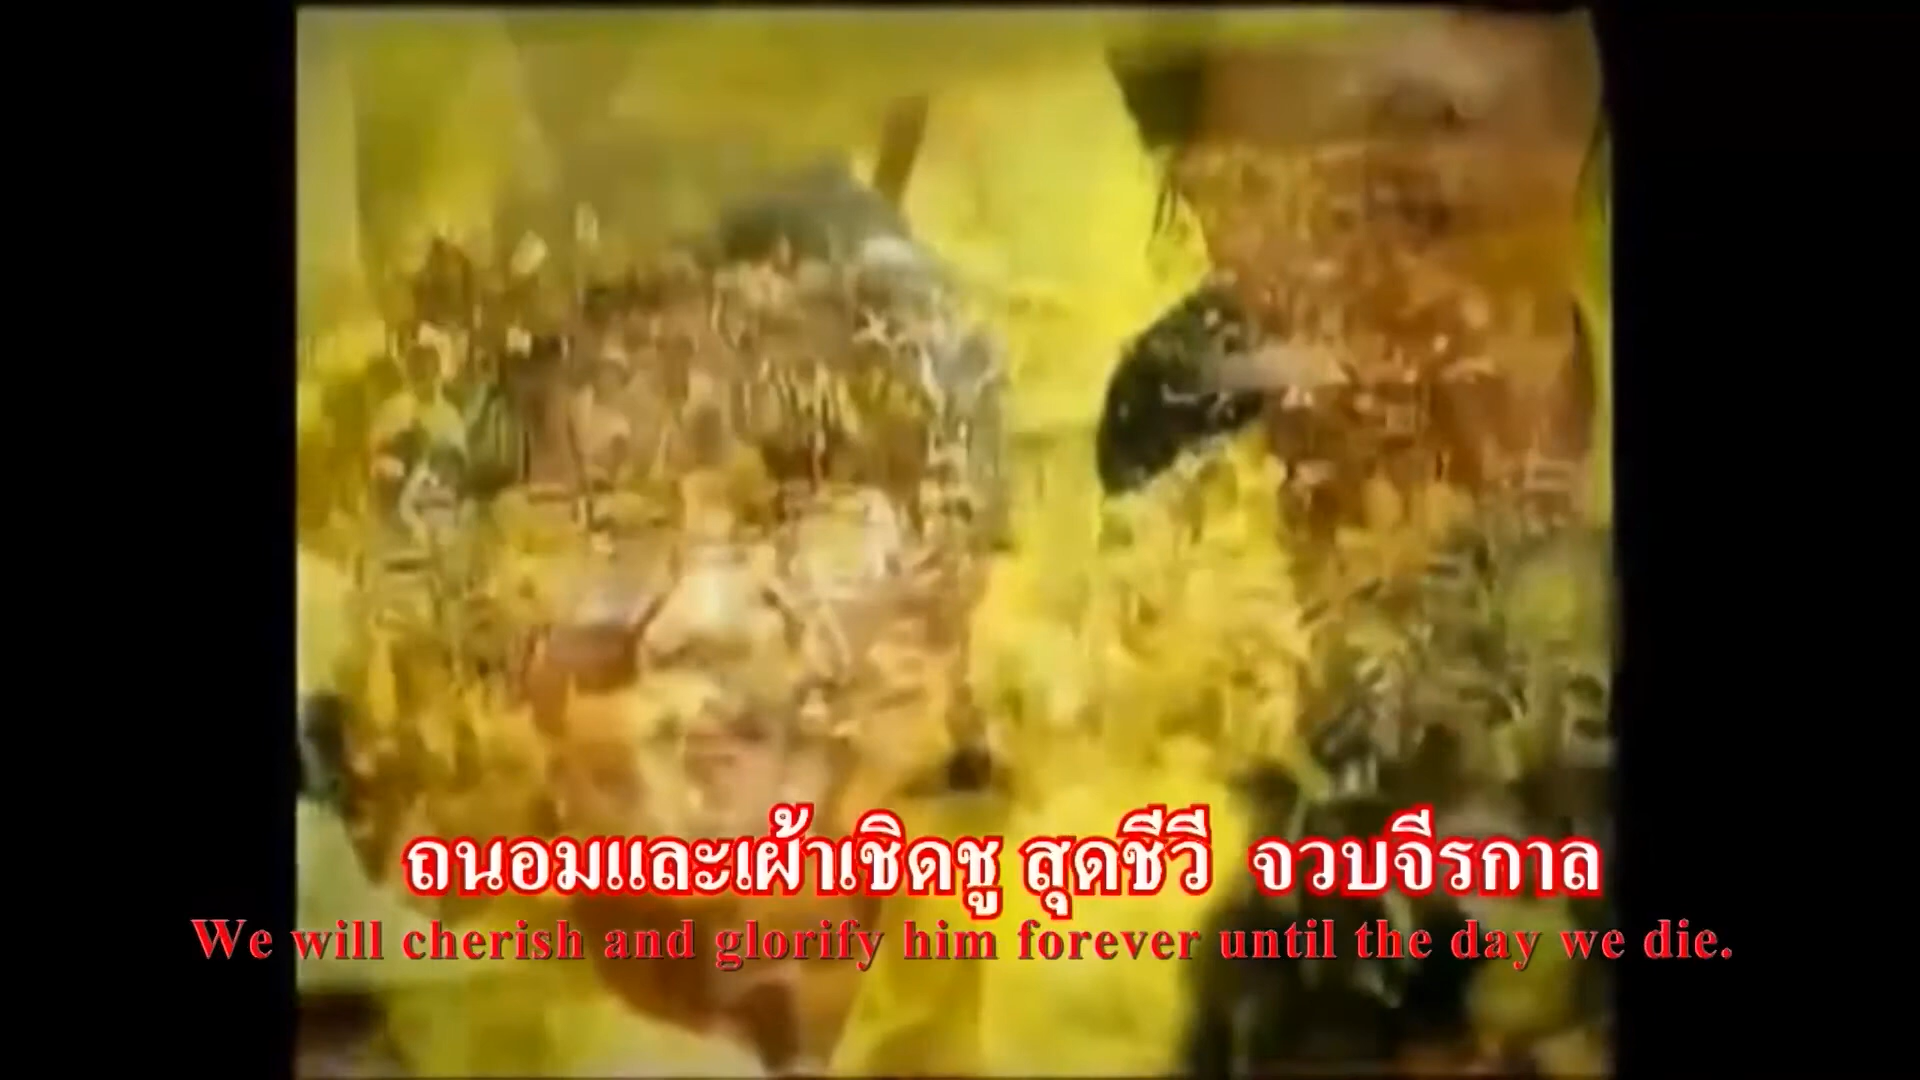 ถนอมและเฝ้าเชิดชู สุดชีวี จวบจีรกาล
We will cherish and glorify him forever until the day we die.